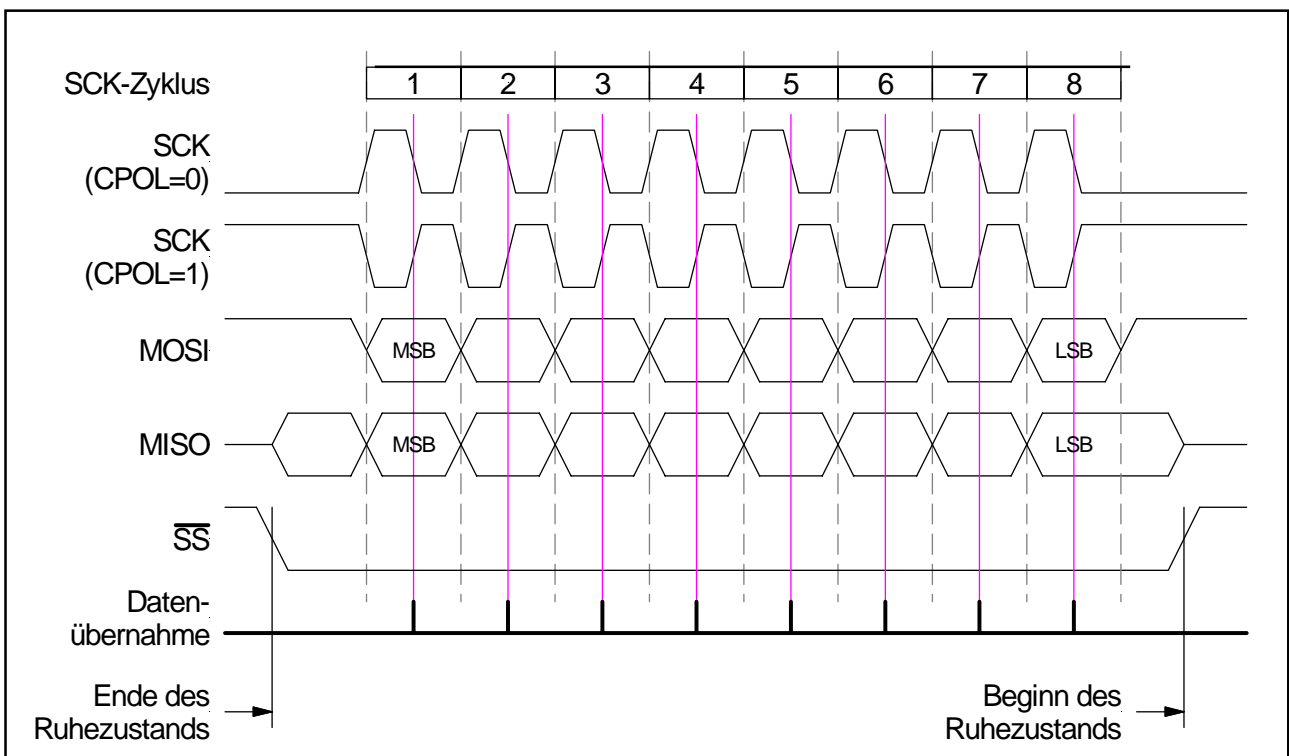 SCK-Zyklus 1 2 3 4 5 6 7 8
SCK
(CPOL=0)
SCK
(CPOL=1)
MOSI MSB LSB
MISO MSB LSB
SS
Daten-
übernahme
Ende des
Ruhezustands
Beginn des
Ruhezustands